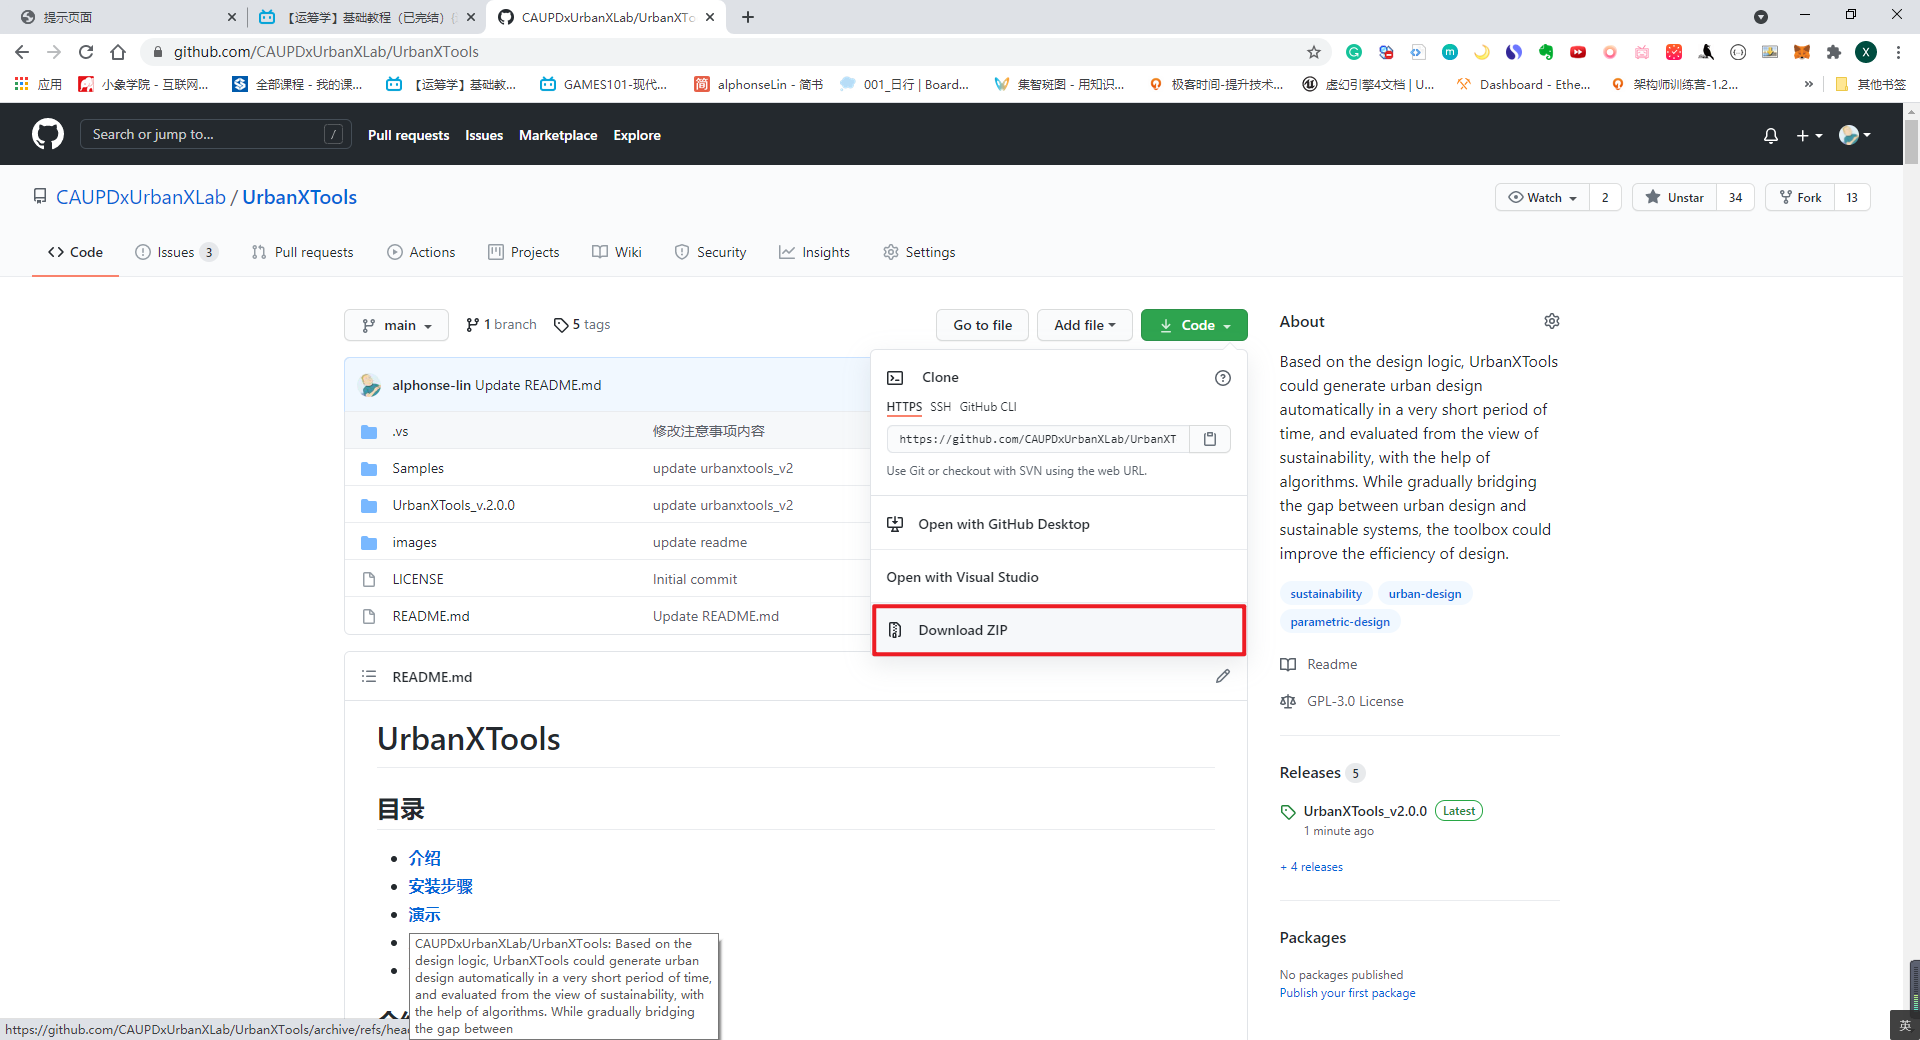 提示页面
【运筹学】基础教程（已完结）(
CAUPDxUrbanXLab/UrbanXTo
github.com/CAUPDxUrbanXLab/UrbanXTools
应用
小象学院 - 互联网...
全部课程 - 我的课...
【运筹学】基础教...
GAMES101-现代...
简
alphonseLin - 简书
001_日行 | Board...
集智斑图 - 用知识...
极客时间-提升技术...
虚幻引擎4文档 | U...
Dashboard - Ethe...
架构师训练营-1.2...
»
其他书签
Search or jump to...
/
Pull requests
Issues
Marketplace
Explore
CAUPDxUrbanXLab / UrbanXTools
Watch
2
Unstar
34
Fork
13
Code
Issues 3
Pull requests
Actions
Projects
Wiki
Security
Insights
Settings
main
1 branch
5 tags
Go to file
Add file
Code
alphonse-lin Update README.md
.vs
修改注意事项内容
Samples
update urbanxtools_v2
UrbanXTools_v.2.0.0
update urbanxtools_v2
images
update readme
LICENSE
Initial commit
README.md
Update README.md
Clone
HTTPS SSH GitHub CLI
https://github.com/CAUPDxUrbanXLab/UrbanXT
Use Git or checkout with SVN using the web URL.
Open with GitHub Desktop
Open with Visual Studio
Download ZIP
README.md
UrbanXTools
目录
介绍
安装步骤
演示
CAUPDxUrbanXLab/UrbanXTools: Based on the
design logic, UrbanXTools could generate urban
design automatically in a very short period of time,
and evaluated from the view of sustainability, with
the help of algorithms. While gradually bridging
the gap between
https://github.com/CAUPDxUrbanXLab/UrbanXTools/archive/refs/head
About
Based on the design logic, UrbanXTools
could generate urban design
automatically in a very short period of
time, and evaluated from the view of
sustainability, with the help of
algorithms. While gradually bridging
the gap between urban design and
sustainable systems, the toolbox could
improve the efficiency of design.
sustainability
urban-design
parametric-design
Readme
GPL-3.0 License
Releases 5
UrbanXTools_v2.0.0 Latest
1 minute ago
+ 4 releases
Packages
No packages published
Publish your first package
英